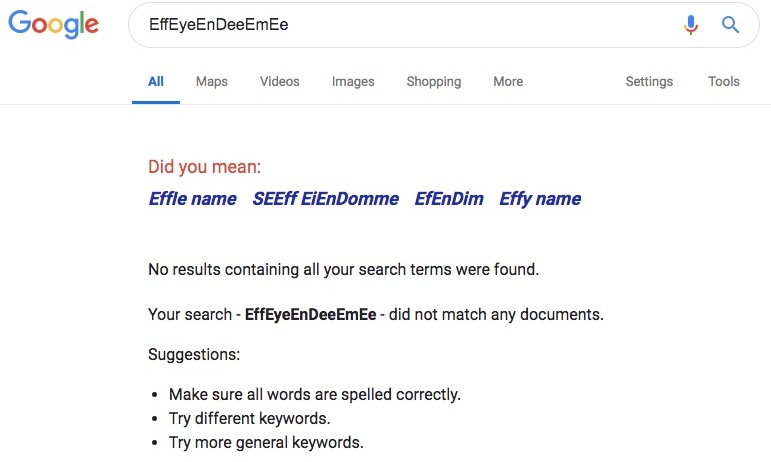 Google EffEyeEnDeeEmEe
All Maps Videos Images Shopping More Settings Tools
Did you mean:
Effle name SEEff EiEnDomme EfEnDim Effy name
No results containing all your search terms were found.
Your search - EffEyeEnDeeEmEe - did not match any documents.
Suggestions:
• Make sure all words are spelled correctly.
• Try different keywords.
• Try more general keywords.